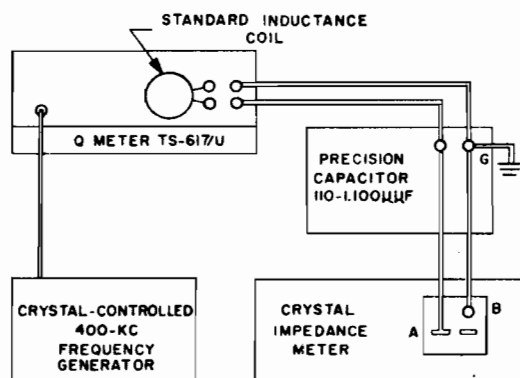 STANDARD INDUCTANCE
COIL
Q METER TS-617/U
PRECISION
CAPACITOR
110-1,100µµF
G
CRYSTAL-CONTROLLED
400-KC
FREQUENCY
GENERATOR
CRYSTAL
IMPEDANCE
METER
A
B